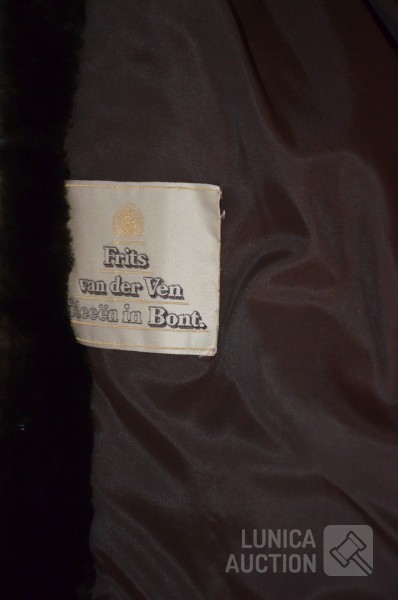 Frits
van der Ven
Ideeën in Bont.
LUNICA
AUCTION